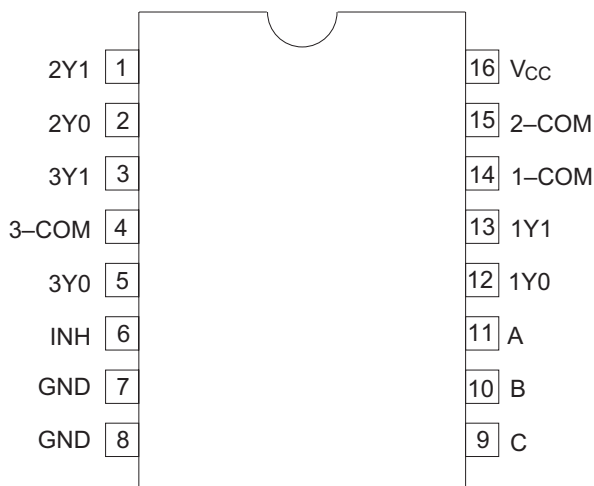 2Y1 1 16 VCC
2Y0 2 15 2–COM
3Y1 3 14 1–COM
3–COM 4 13 1Y1
3Y0 5 12 1Y0
INH 6 11 A
GND 7 10 B
GND 8 9 C